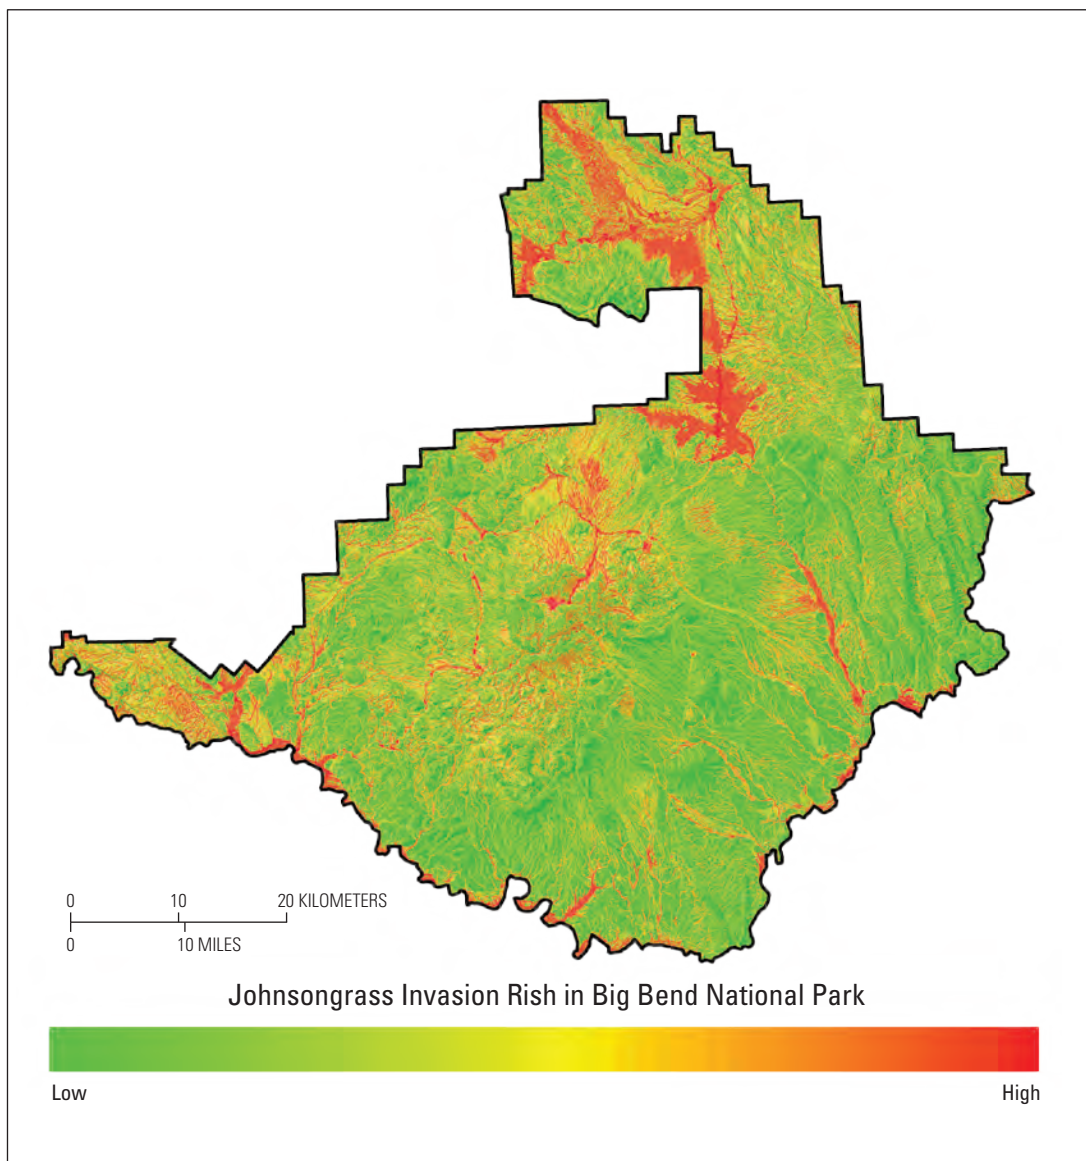 0 10 20 KILOMETERS
0 10 MILES
Johnsongrass Invasion Rish in Big Bend National Park
Low High